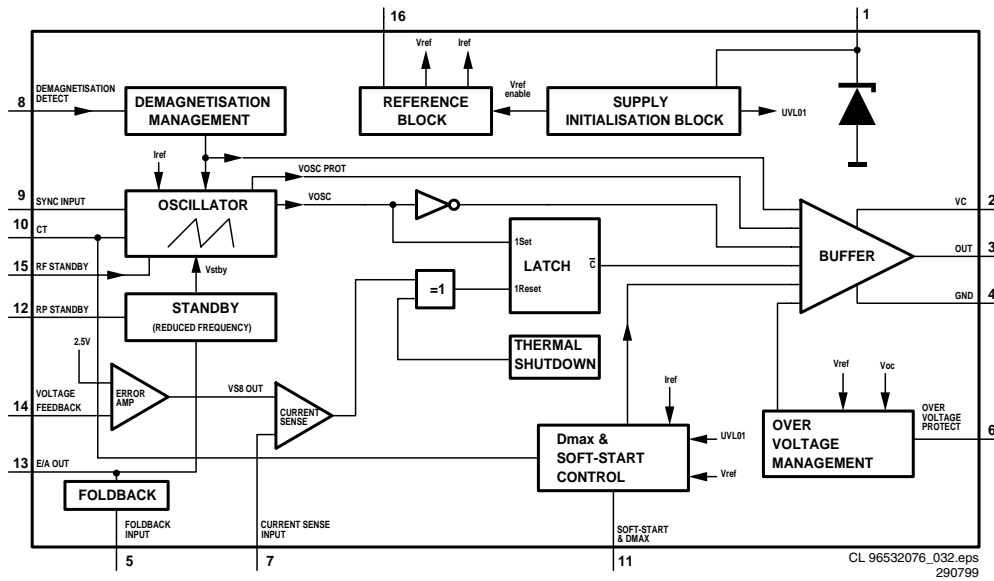 16
1
Vref
Iref
8
DEMAGNETISATION
DETECT
DEMAGNETISATION
MANAGEMENT
REFERENCE
BLOCK
Vref
enable
SUPPLY
INITIALISATION BLOCK
UVL01
Iref
VOSC PROT
9
SYNC INPUT
OSCILLATOR
VOSC
10
CT
15
RF STANDBY
Vstby
1Set
LATCH
C
1Reset
=1
BUFFER
VC
2
OUT
3
GND
4
12
RP STANDBY
STANDBY
(REDUCED FREQUENCY)
THERMAL
SHUTDOWN
2.5V
ERROR
AMP
VS8 OUT
CURRENT
SENSE
VOLTAGE
14
FEEDBACK
Iref
Vref
Voc
Dmax &
SOFT-START
CONTROL
UVL01
Vref
OVER
VOLTAGE
MANAGEMENT
OVER
VOLTAGE
PROTECT
6
13
E/A OUT
FOLDBACK
FOLDBACK
INPUT
5
CURRENT SENSE
INPUT
7
SOFT-START
& DMAX
11
CL 96532076_032.eps
290799